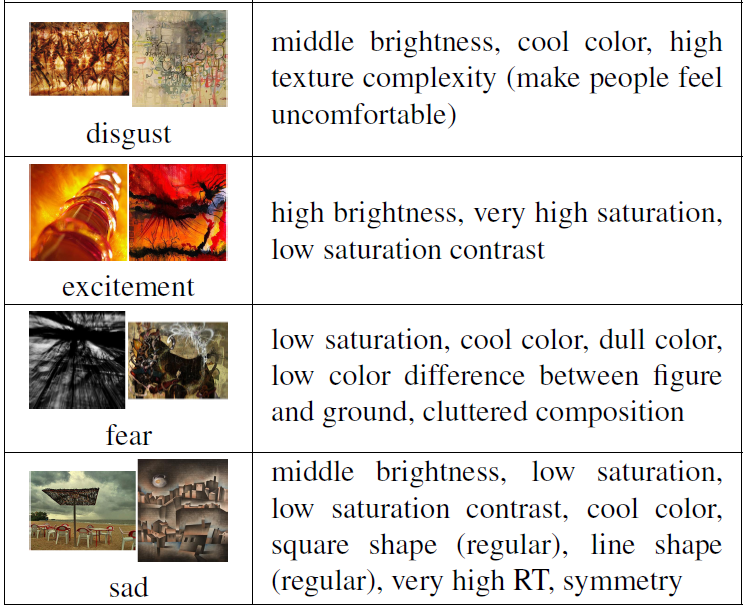 disgust
middle brightness, cool color, high
texture complexity (make people feel
uncomfortable)
excitement
high brightness, very high saturation,
low saturation contrast
fear
low saturation, cool color, dull color,
low color difference between figure
and ground, cluttered composition
sad
middle brightness, low saturation,
low saturation contrast, cool color,
square shape (regular), line shape
(regular), very high RT, symmetry